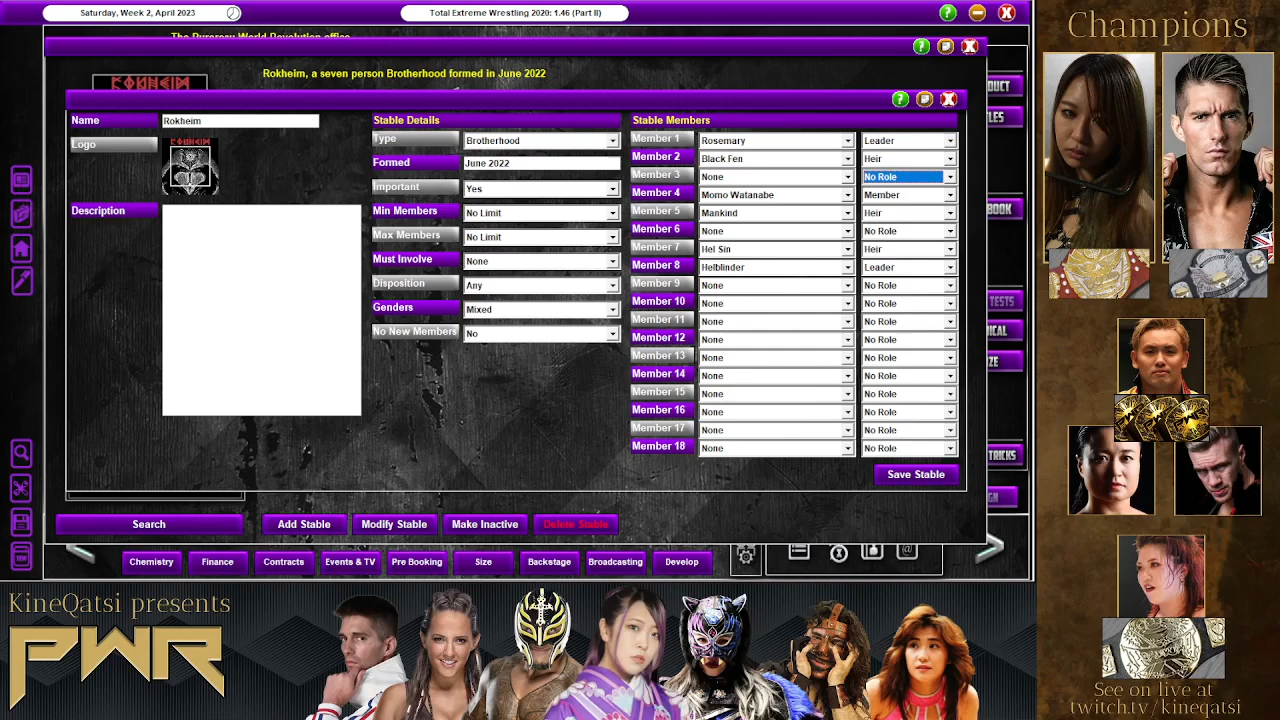 Saturday, Week 2, April 2023
Total Extreme Wrestling 2020: 1.46 (Part II)
Champions
Rokheim, a seven person Brotherhood formed in June 2022
Name
Rokheim
Logo
Description
Stable Details
Type
Brotherhood
Formed
June 2022
Important
Yes
Min Members
No Limit
Max Members
No Limit
Must Involve
None
Disposition
Any
Genders
Mixed
No New Members
No
Stable Members
Member 1 Rosemary Leader
Member 2 Black Fen Heir
Member 3 None No Role
Member 4 Momo Watanabe Member
Member 5 Mankind Heir
Member 6 None No Role
Member 7 Hel Sin Heir
Member 8 Helblinder Leader
Member 9 None No Role
Member 10 None No Role
Member 11 None No Role
Member 12 None No Role
Member 13 None No Role
Member 14 None No Role
Member 15 None No Role
Member 16 None No Role
Member 17 None No Role
Member 18 None No Role
Save Stable
Search
Add Stable
Modify Stable
Make Inactive
Delete Stable
Chemistry
Finance
Contracts
Events & TV
Pre Booking
Size
Backstage
Broadcasting
Develop
KineQatsi presents
PWR
See on live at
twitch.tv/kineqatsi